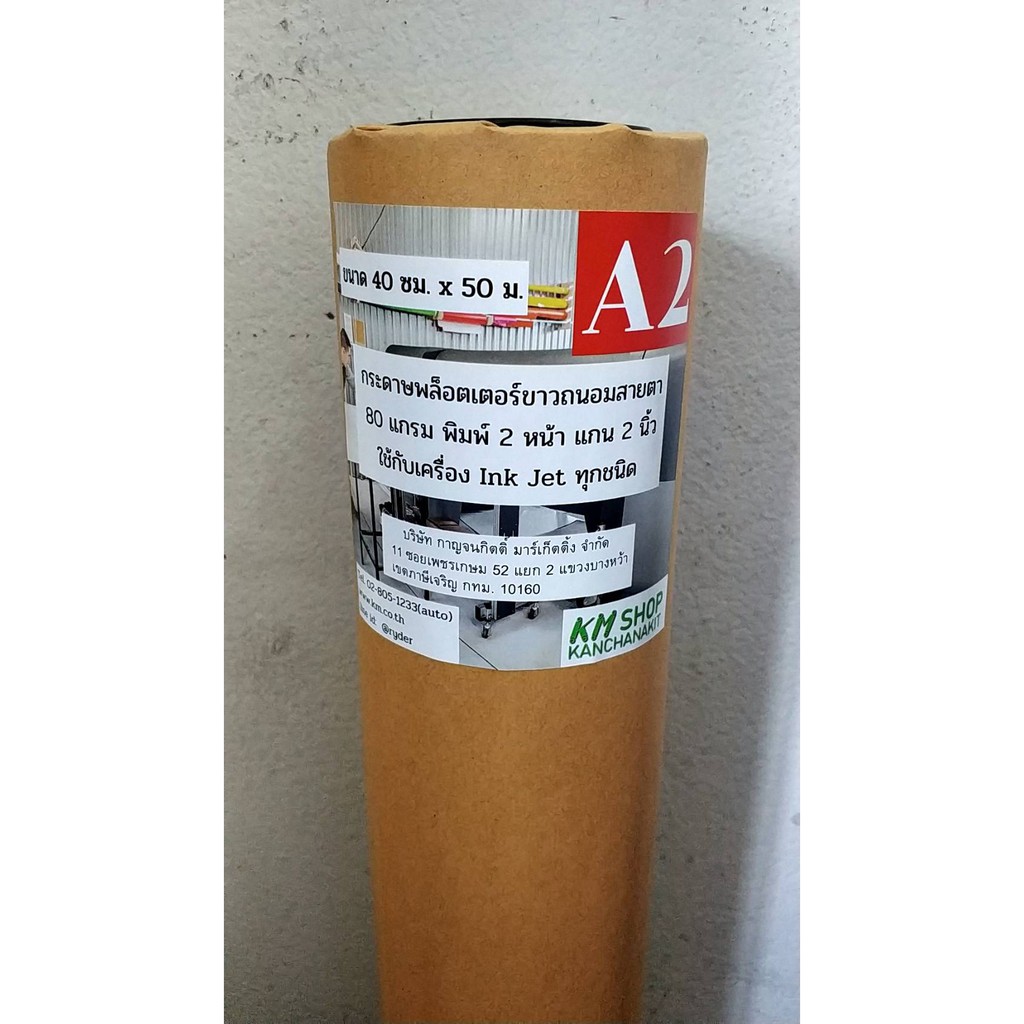 A2
ขนาด 40 ซม. x 50 ม.
กระดาษพล็อตเตอร์ขาวถนอมสายตา
80 แกรม พิมพ์ 2 หน้า แกน 2 นิ้ว
ใช้กับเครื่อง Ink Jet ทุกชนิด
บริษัท กาญจนกิตติ์ มาร์เก็ตติ้ง จำกัด
11 ซอยเพชรเกษม 52 แยก 2 แขวงบางหว้า
เขตภาษีเจริญ กทม. 10160
Tel. 02-805-1233(auto)
www.km.co.th
Line id: @ryder
KM SHOP
KANCHANAKIT